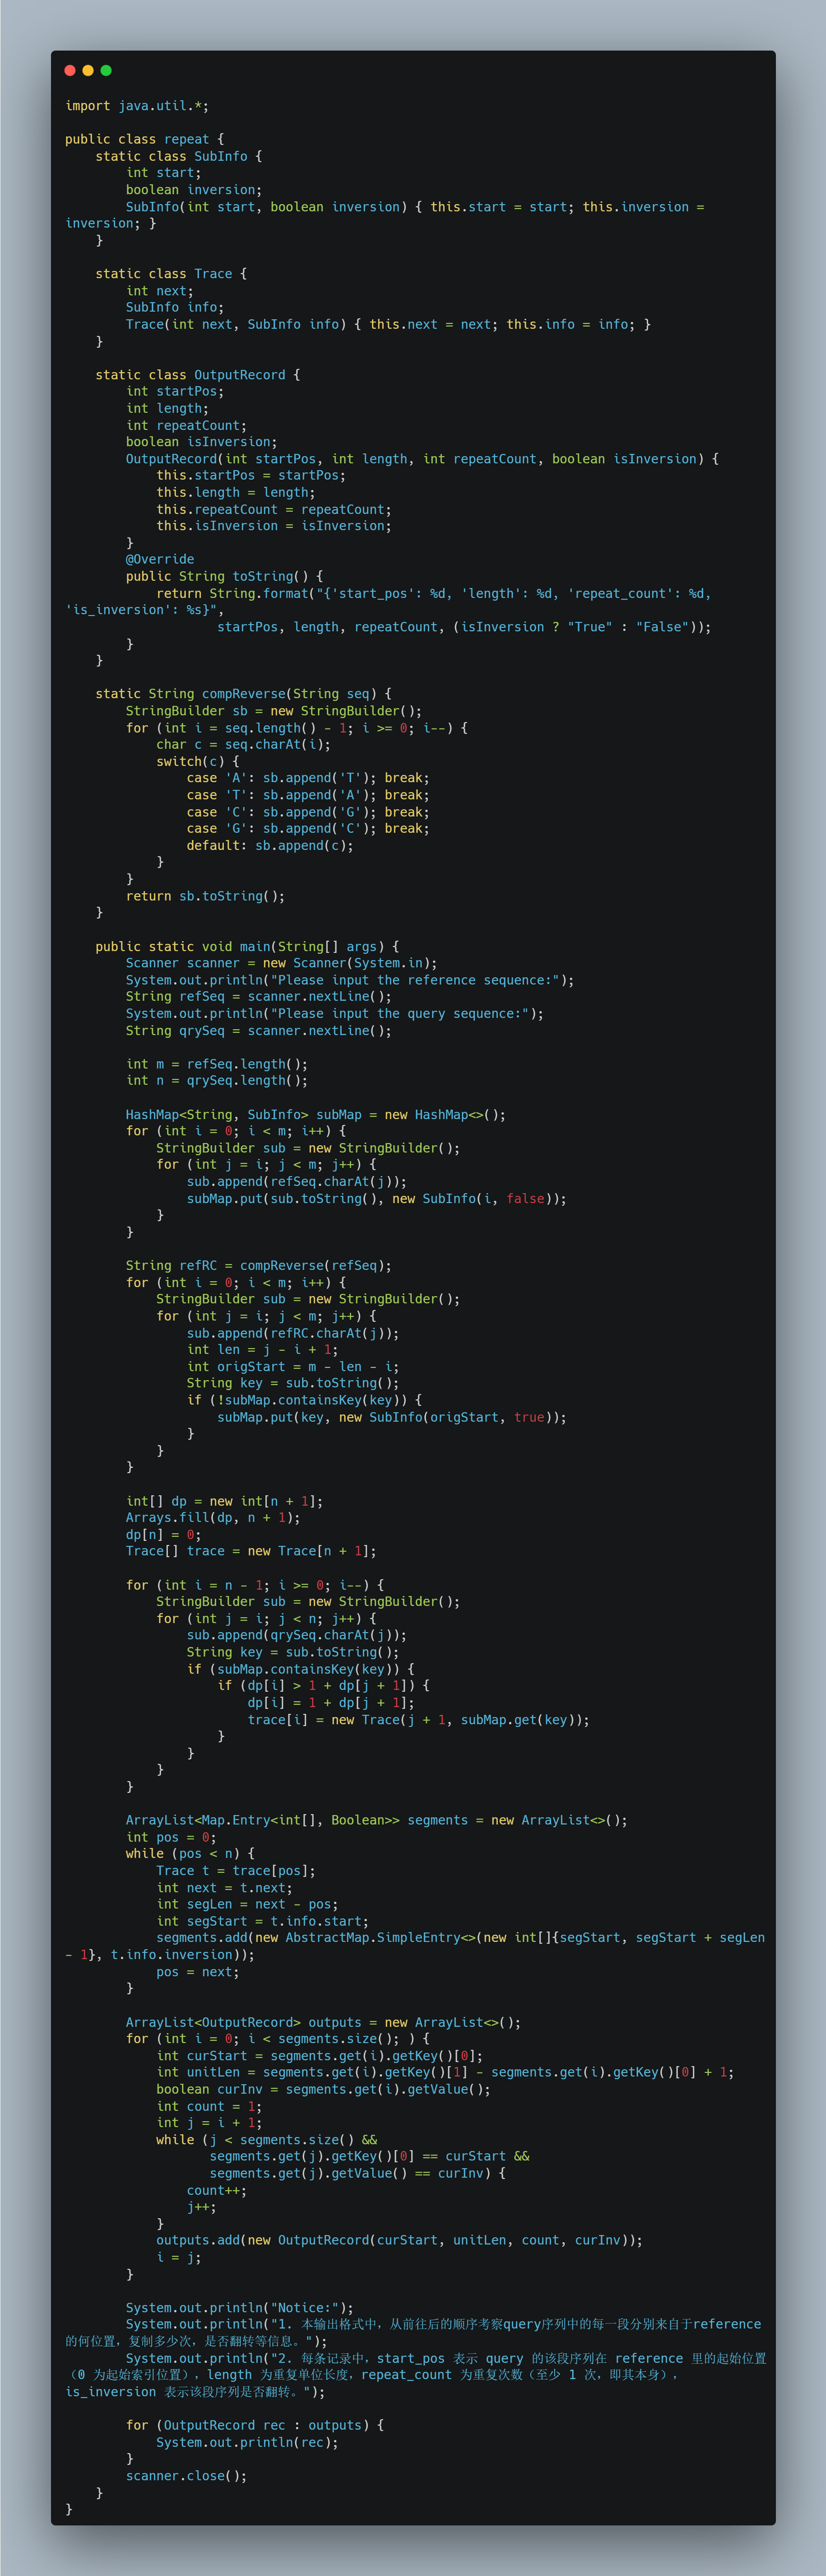 import java.util.*;

public class repeat {
    static class SubInfo {
        int start;
        boolean inversion;
        SubInfo(int start, boolean inversion) { this.start = start; this.inversion =
inversion; }
    }

    static class Trace {
        int next;
        SubInfo info;
        Trace(int next, SubInfo info) { this.next = next; this.info = info; }
    }

    static class OutputRecord {
        int startPos;
        int length;
        int repeatCount;
        boolean isInversion;
        OutputRecord(int startPos, int length, int repeatCount, boolean isInversion) {
            this.startPos = startPos;
            this.length = length;
            this.repeatCount = repeatCount;
            this.isInversion = isInversion;
        }
        @Override
        public String toString() {
            return String.format("{'start_pos': %d, 'length': %d, 'repeat_count': %d,
'is_inversion': %s}",
                    startPos, length, repeatCount, (isInversion ? "True" : "False"));
        }
    }

    static String compReverse(String seq) {
        StringBuilder sb = new StringBuilder();
        for (int i = seq.length() - 1; i >= 0; i--) {
            char c = seq.charAt(i);
            switch(c) {
                case 'A': sb.append('T'); break;
                case 'T': sb.append('A'); break;
                case 'C': sb.append('G'); break;
                case 'G': sb.append('C'); break;
                default: sb.append(c);
            }
        }
        return sb.toString();
    }

    public static void main(String[] args) {
        Scanner scanner = new Scanner(System.in);
        System.out.println("Please input the reference sequence:");
        String refSeq = scanner.nextLine();
        System.out.println("Please input the query sequence:");
        String qrySeq = scanner.nextLine();

        int m = refSeq.length();
        int n = qrySeq.length();

        HashMap<String, SubInfo> subMap = new HashMap<>();
        for (int i = 0; i < m; i++) {
            StringBuilder sub = new StringBuilder();
            for (int j = i; j < m; j++) {
                sub.append(refSeq.charAt(j));
                subMap.put(sub.toString(), new SubInfo(i, false));
            }
        }

        String refRC = compReverse(refSeq);
        for (int i = 0; i < m; i++) {
            StringBuilder sub = new StringBuilder();
            for (int j = i; j < m; j++) {
                sub.append(refRC.charAt(j));
                int len = j - i + 1;
                int origStart = m - len - i;
                String key = sub.toString();
                if (!subMap.containsKey(key)) {
                    subMap.put(key, new SubInfo(origStart, true));
                }
            }
        }

        int[] dp = new int[n + 1];
        Arrays.fill(dp, n + 1);
        dp[n] = 0;
        Trace[] trace = new Trace[n + 1];

        for (int i = n - 1; i >= 0; i--) {
            StringBuilder sub = new StringBuilder();
            for (int j = i; j < n; j++) {
                sub.append(qrySeq.charAt(j));
                String key = sub.toString();
                if (subMap.containsKey(key)) {
                    if (dp[i] > 1 + dp[j + 1]) {
                        dp[i] = 1 + dp[j + 1];
                        trace[i] = new Trace(j + 1, subMap.get(key));
                    }
                }
            }
        }

        ArrayList<Map.Entry<int[], Boolean>> segments = new ArrayList<>();
        int pos = 0;
        while (pos < n) {
            Trace t = trace[pos];
            int next = t.next;
            int segLen = next - pos;
            int segStart = t.info.start;
            segments.add(new AbstractMap.SimpleEntry<>(new int[]{segStart, segStart + segLen
- 1}, t.info.inversion));
            pos = next;
        }

        ArrayList<OutputRecord> outputs = new ArrayList<>();
        for (int i = 0; i < segments.size(); ) {
            int curStart = segments.get(i).getKey()[0];
            int unitLen = segments.get(i).getKey()[1] - segments.get(i).getKey()[0] + 1;
            boolean curInv = segments.get(i).getValue();
            int count = 1;
            int j = i + 1;
            while (j < segments.size() &&
                   segments.get(j).getKey()[0] == curStart &&
                   segments.get(j).getValue() == curInv) {
                count++;
                j++;
            }
            outputs.add(new OutputRecord(curStart, unitLen, count, curInv));
            i = j;
        }

        System.out.println("Notice:");
        System.out.println("1. 本输出格式中，从前往后的顺序考察query序列中的每一段分别来自于reference
的何位置，复制多少次，是否翻转等信息。");
        System.out.println("2. 每条记录中，start_pos 表示 query 的该段序列在 reference 里的起始位置
（0 为起始索引位置），length 为重复单位长度，repeat_count 为重复次数（至少 1 次，即其本身），
is_inversion 表示该段序列是否翻转。");

        for (OutputRecord rec : outputs) {
            System.out.println(rec);
        }
        scanner.close();
    }
}